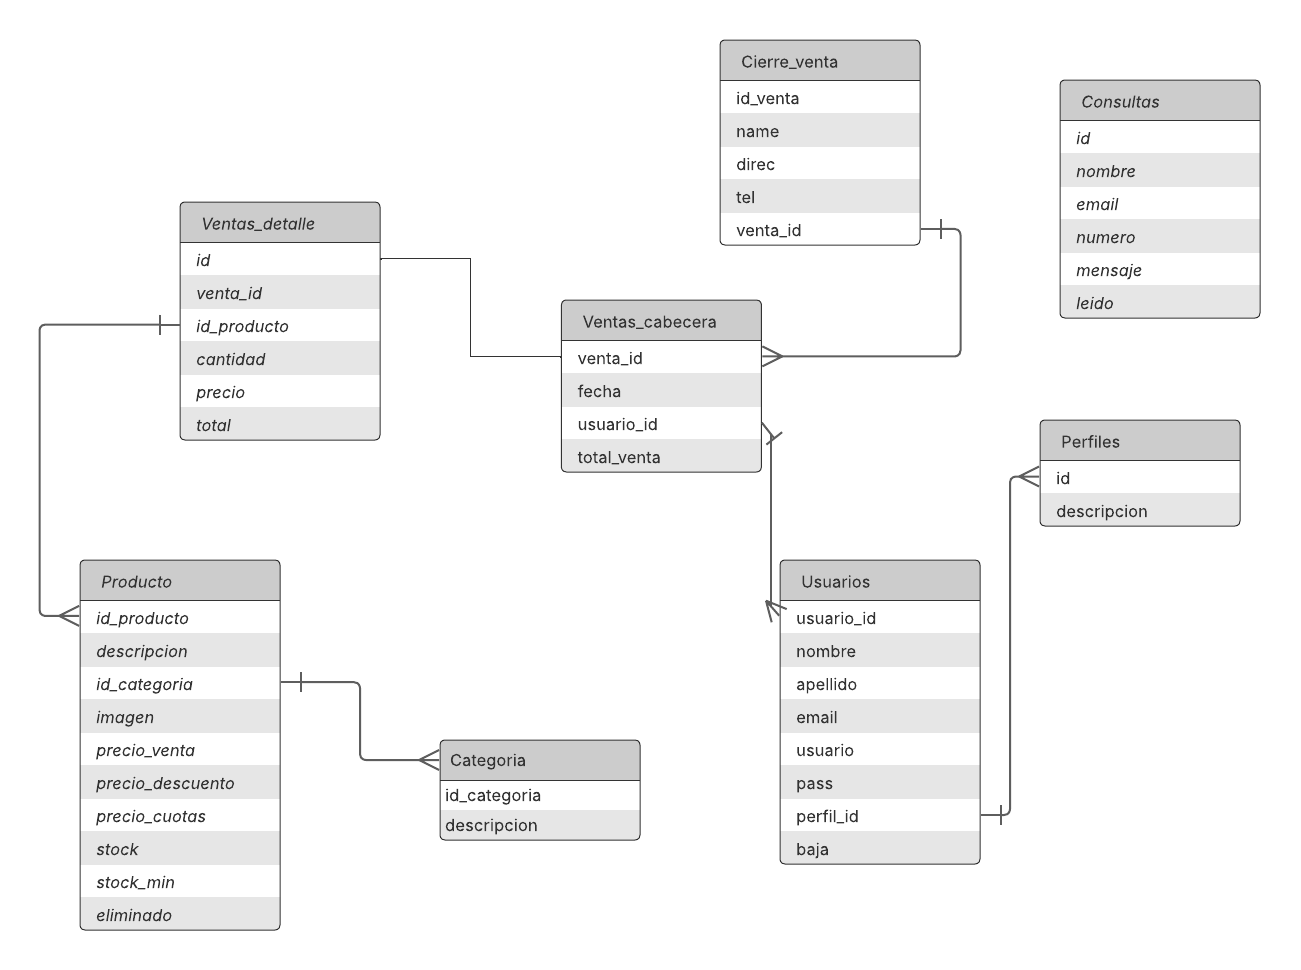 Cierre_venta
id_venta
name
direc
tel
venta_id
Consultas
id
nombre
email
numero
mensaje
leido
Ventas_detalle
id
venta_id
id_producto
cantidad
precio
total
Ventas_cabecera
venta_id
fecha
usuario_id
total_venta
Perfiles
id
descripcion
Producto
id_producto
descripcion
id_categoria
imagen
precio_venta
precio_descuento
precio_cuotas
stock
stock_min
eliminado
Categoria
id_categoria
descripcion
Usuarios
usuario_id
nombre
apellido
email
usuario
pass
perfil_id
baja